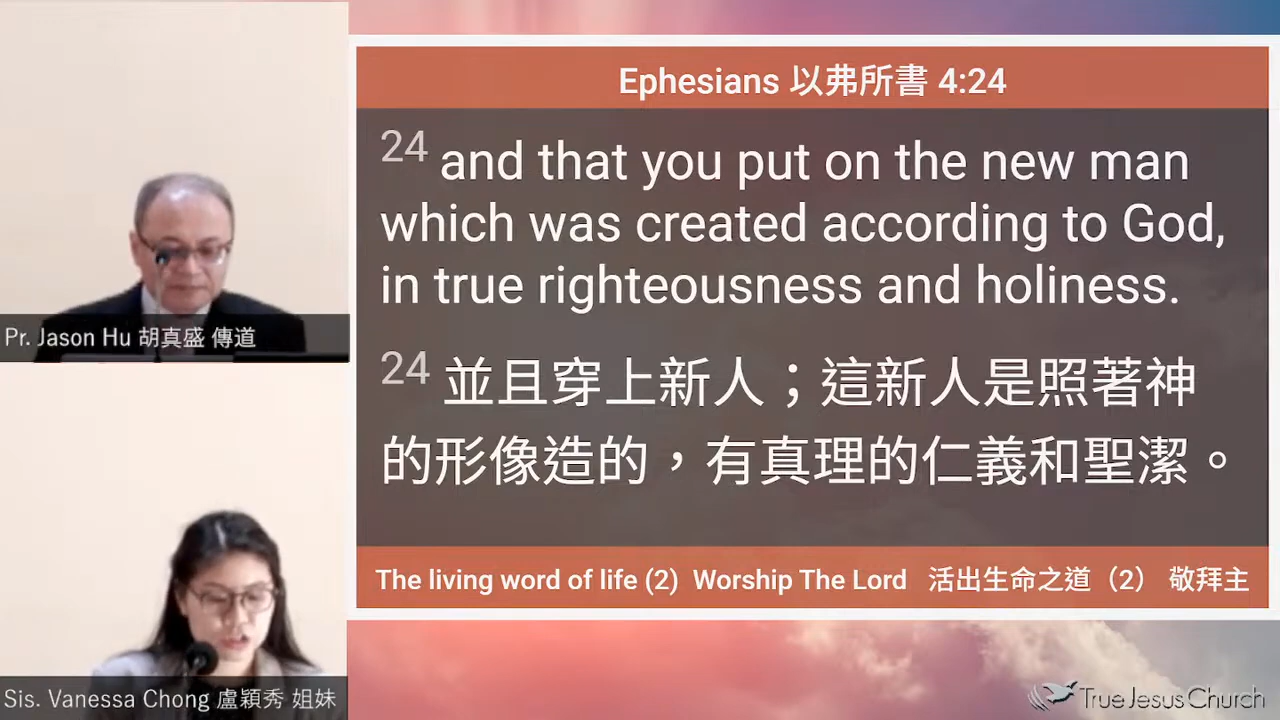 Ephesians 以弗所書 4:24
24 and that you put on the new man
which was created according to God,
in true righteousness and holiness.
24 並且穿上新人；這新人是照著神
的形像造的，有真理的仁義和聖潔。
The living word of life (2) Worship The Lord 活出生命之道（2） 敬拜主
Pr. Jason Hu 胡真盛 傳道
Sis. Vanessa Chong 盧穎秀 姐妹
True Jesus Church